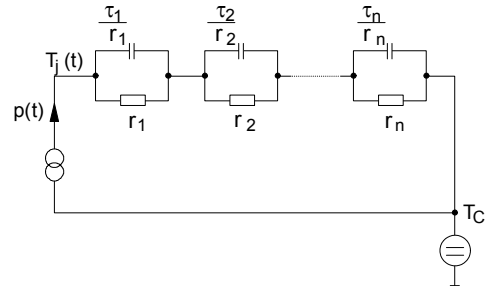 τ1/r1 τ2/r2 τn/rn
Tj (t)
p(t)
r1 r2 rn
TC